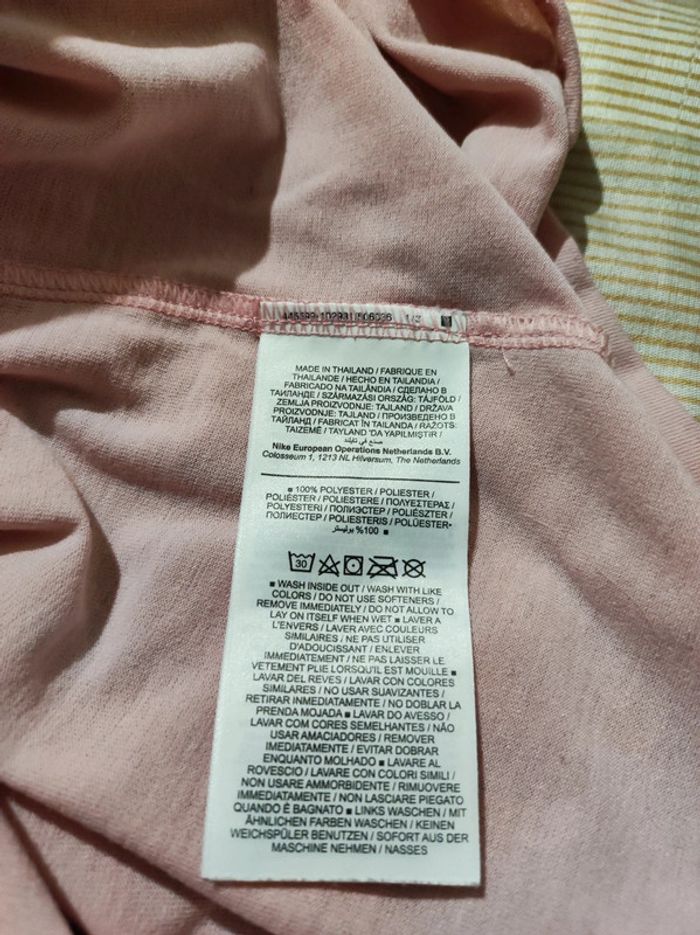 MADE IN THAILAND / FABRIQUE EN
THAILANDE / HECHO EN TAILANDIA /
FABRICADO NA TAILÂNDIA / СДЕЛАНО В
ТАИЛАНДЕ / SZÁRMAZÁSI ORSZÁG: TÁJFÖLD /
ZEMLJA PROIZVODNJE: TAJLAND / DRŽAVA
PROIZVODNJE: TAJLAND / ПРОИЗВЕДЕНО В
ТАЙЛАНД / FABRICAT ÎN TAILANDA / RAŽOTS:
TAIZEMĒ / TAYLAND 'DA YAPILMIŞTIR /
صنع في تايلند
Nike European Operations Netherlands B.V.
Colosseum 1, 1213 NL Hilversum, The Netherlands
■ 100% POLYESTER / POLIESTER /
POLIÉSTER / POLIESTERE / ΠΟΛΥΕΣΤΕΡΑΣ /
POLYESTERI / ПОЛИЭСТЕР / POLIÉSZTER /
ПОЛИЕСТЕР / POLIESTERIS / POLÜESTER*
%100 بوليستر ■
30
■ WASH INSIDE OUT / WASH WITH LIKE
COLORS / DO NOT USE SOFTENERS /
REMOVE IMMEDIATELY / DO NOT ALLOW TO
LAY ON ITSELF WHEN WET ■ LAVER A
L'ENVERS / LAVER AVEC COULEURS
SIMILAIRES / NE PAS UTILISER
D'ADOUCISSANT / ENLEVER
IMMEDIATEMENT / NE PAS LAISSER LE
VETEMENT PLIE LORSQU'IL EST MOUILLE ■
LAVAR DEL REVES / LAVAR CON COLORES
SIMILARES / NO USAR SUAVIZANTES /
RETIRAR INMEDIATAMENTE / NO DOBLAR LA
PRENDA MOJADA ■ LAVAR DO AVESSO /
LAVAR COM CORES SEMELHANTES / NÃO
USAR AMACIADORES / REMOVER
IMEDIATAMENTE / EVITAR DOBRAR
ENQUANTO MOLHADO ■ LAVARE AL
ROVESCIO / LAVARE CON COLORI SIMILI /
NON USARE AMMORBIDENTE / RIMUOVERE
IMMEDIATAMENTE / NON LASCIARE PIEGATO
QUANDO È BAGNATO ■ LINKS WASCHEN / MIT
ÄHNLICHEN FARBEN WASCHEN / KEINEN
WEICHSPÜLER BENUTZEN / SOFORT AUS DER
MASCHINE NEHMEN / NASSES